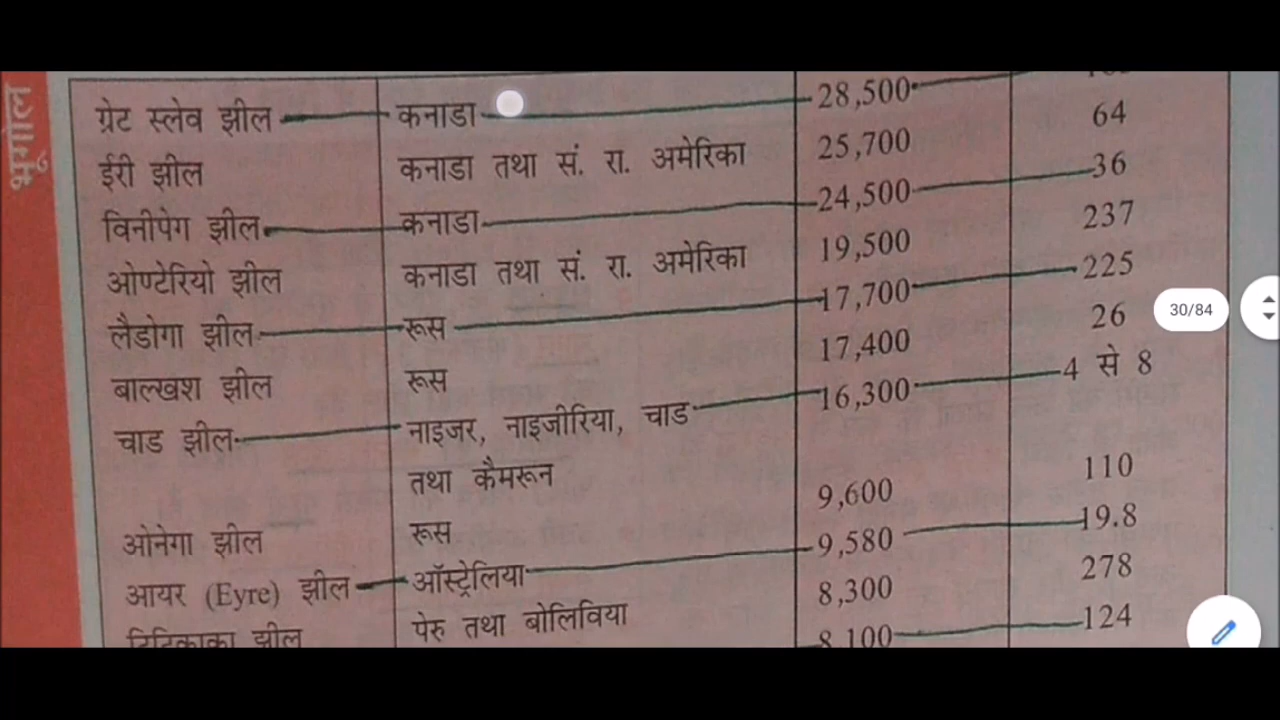 भूगोल
ग्रेट स्लेव झील कनाडा 28,500
ईरी झील कनाडा तथा सं. रा. अमेरिका 25,700 64
विनीपेग झील कनाडा 24,500 36
ओण्टेरियो झील कनाडा तथा सं. रा. अमेरिका 19,500 237
लैडोगा झील रूस 17,700 225
बाल्खश झील रूस 17,400 26
चाड झील नाइजर, नाइजीरिया, चाड 16,300 4 से 8
तथा कैमरून
ओनेगा झील रूस 9,600 110
आयर (Eyre) झील ऑस्ट्रेलिया 9,580 19.8
टिटिकाका झील पेरु तथा बोलिविया 8,300 278
8,100 124
30/84